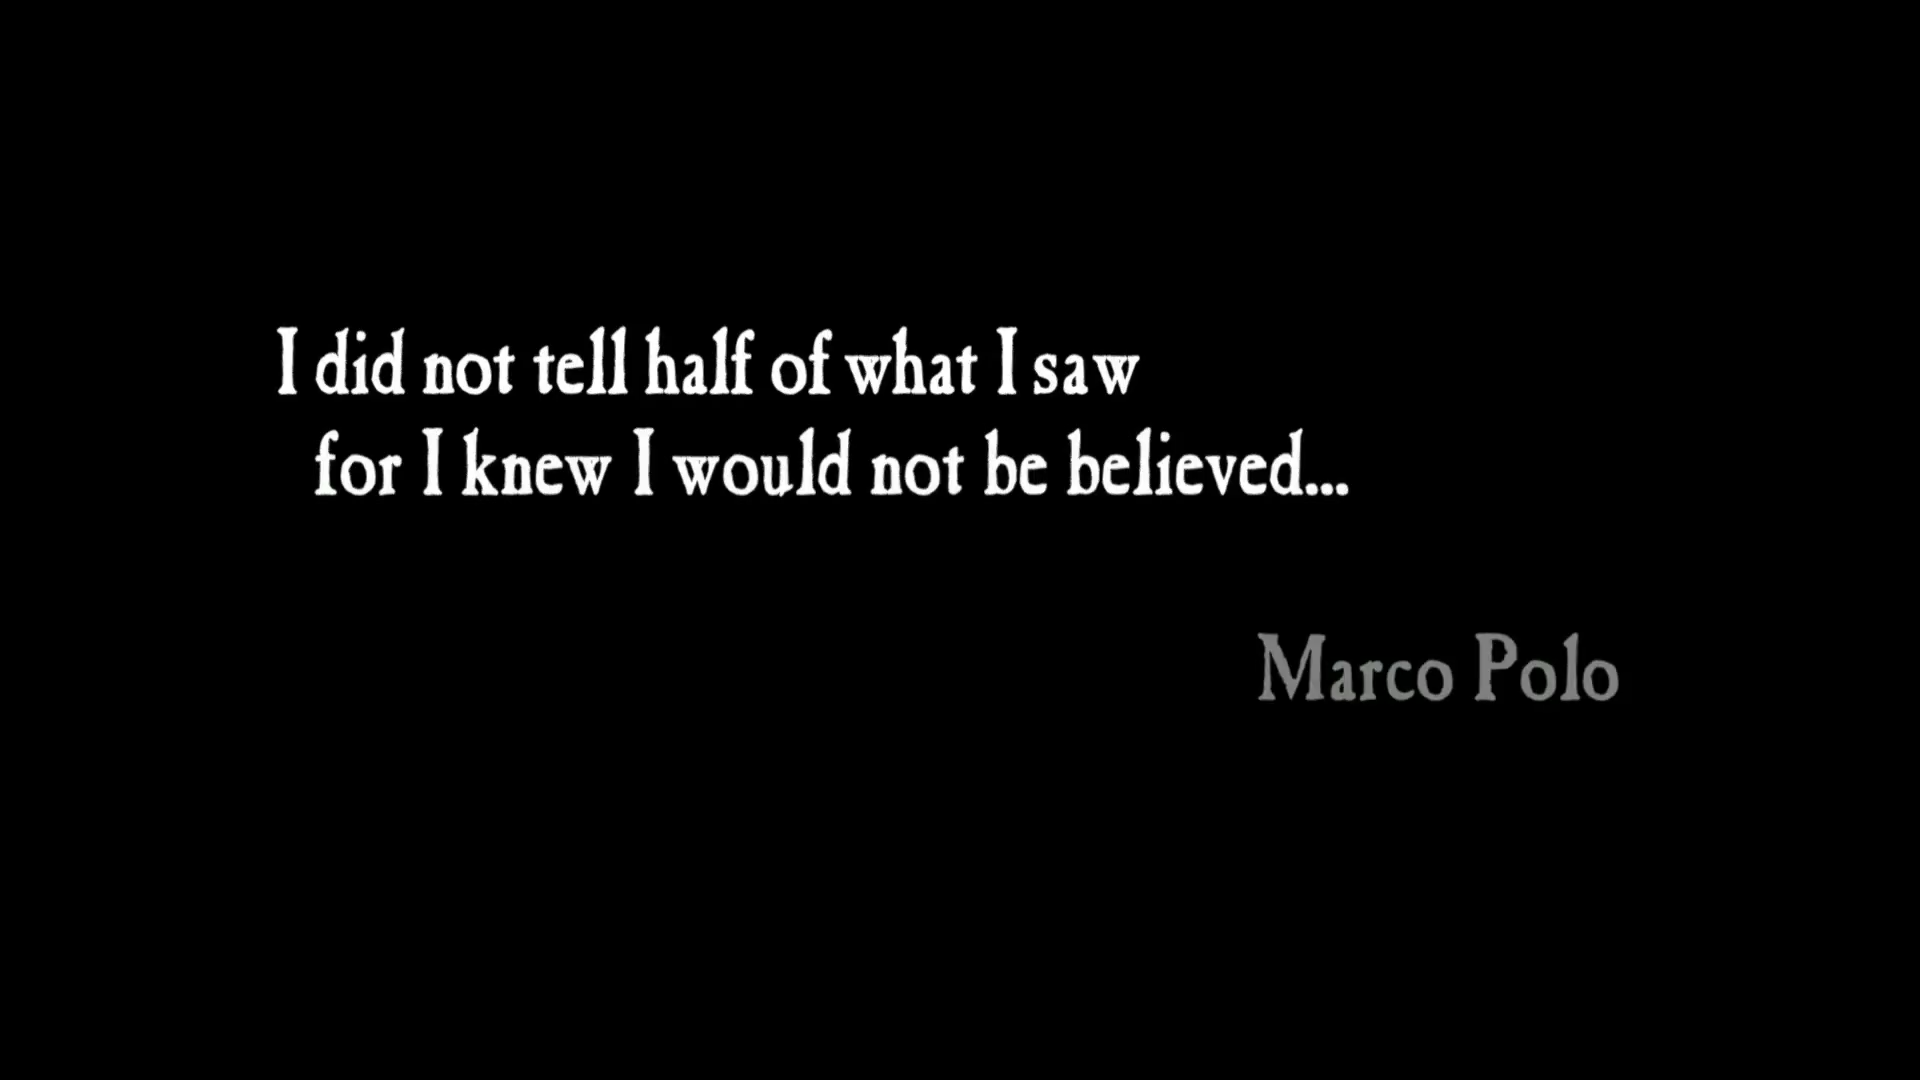 I did not tell half of what I saw
for I knew I would not be believed...
Marco Polo